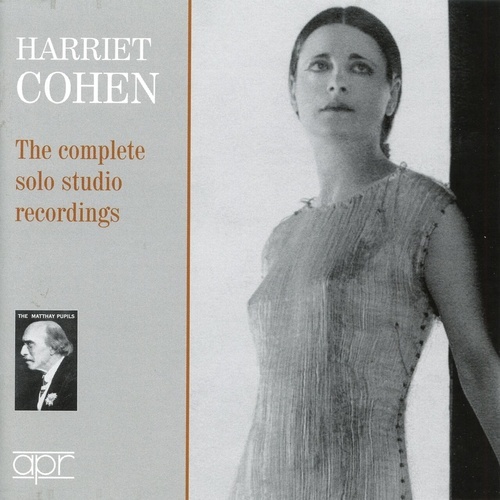 HARRIET
COHEN
The complete
solo studio
recordings
THE MATTHAY PUPILS
apr